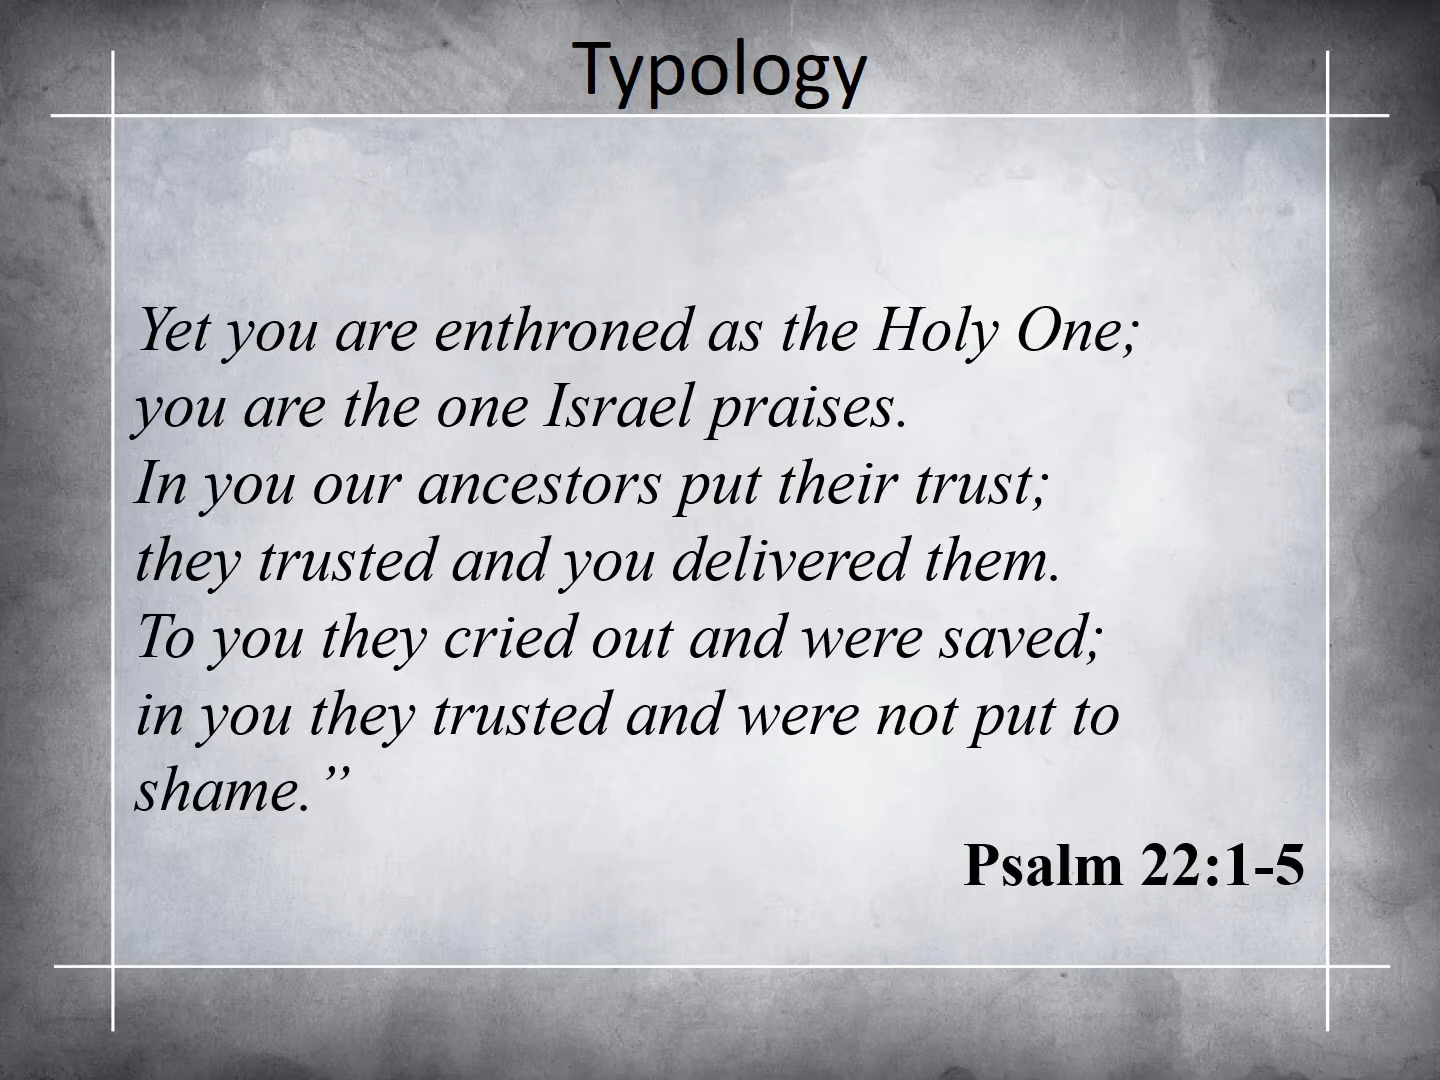 Typology
Yet you are enthroned as the Holy One;
you are the one Israel praises.
In you our ancestors put their trust;
they trusted and you delivered them.
To you they cried out and were saved;
in you they trusted and were not put to
shame.”
Psalm 22:1-5